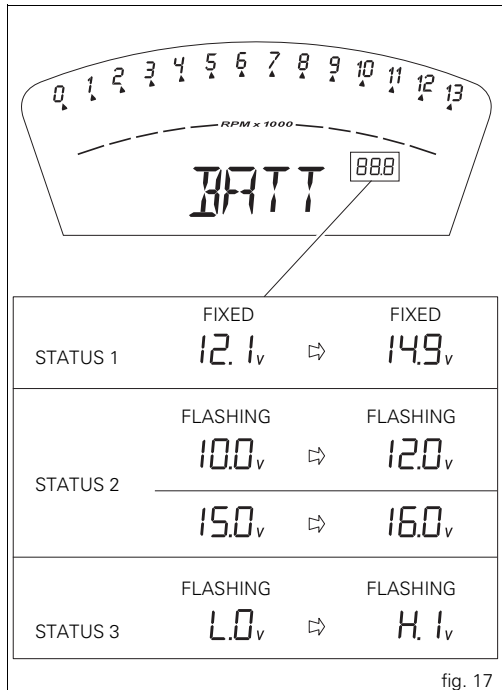 0 1 2 3 4 5 6 7 8 9 10 11 12 13
RPM x 1000
BATT 88.8
FIXED FIXED
STATUS 1 12.1v ⇨ 14.9v
FLASHING FLASHING
10.0v ⇨ 12.0v
STATUS 2
15.0v ⇨ 16.0v
FLASHING FLASHING
STATUS 3 L.0v ⇨ H.1v
fig. 17